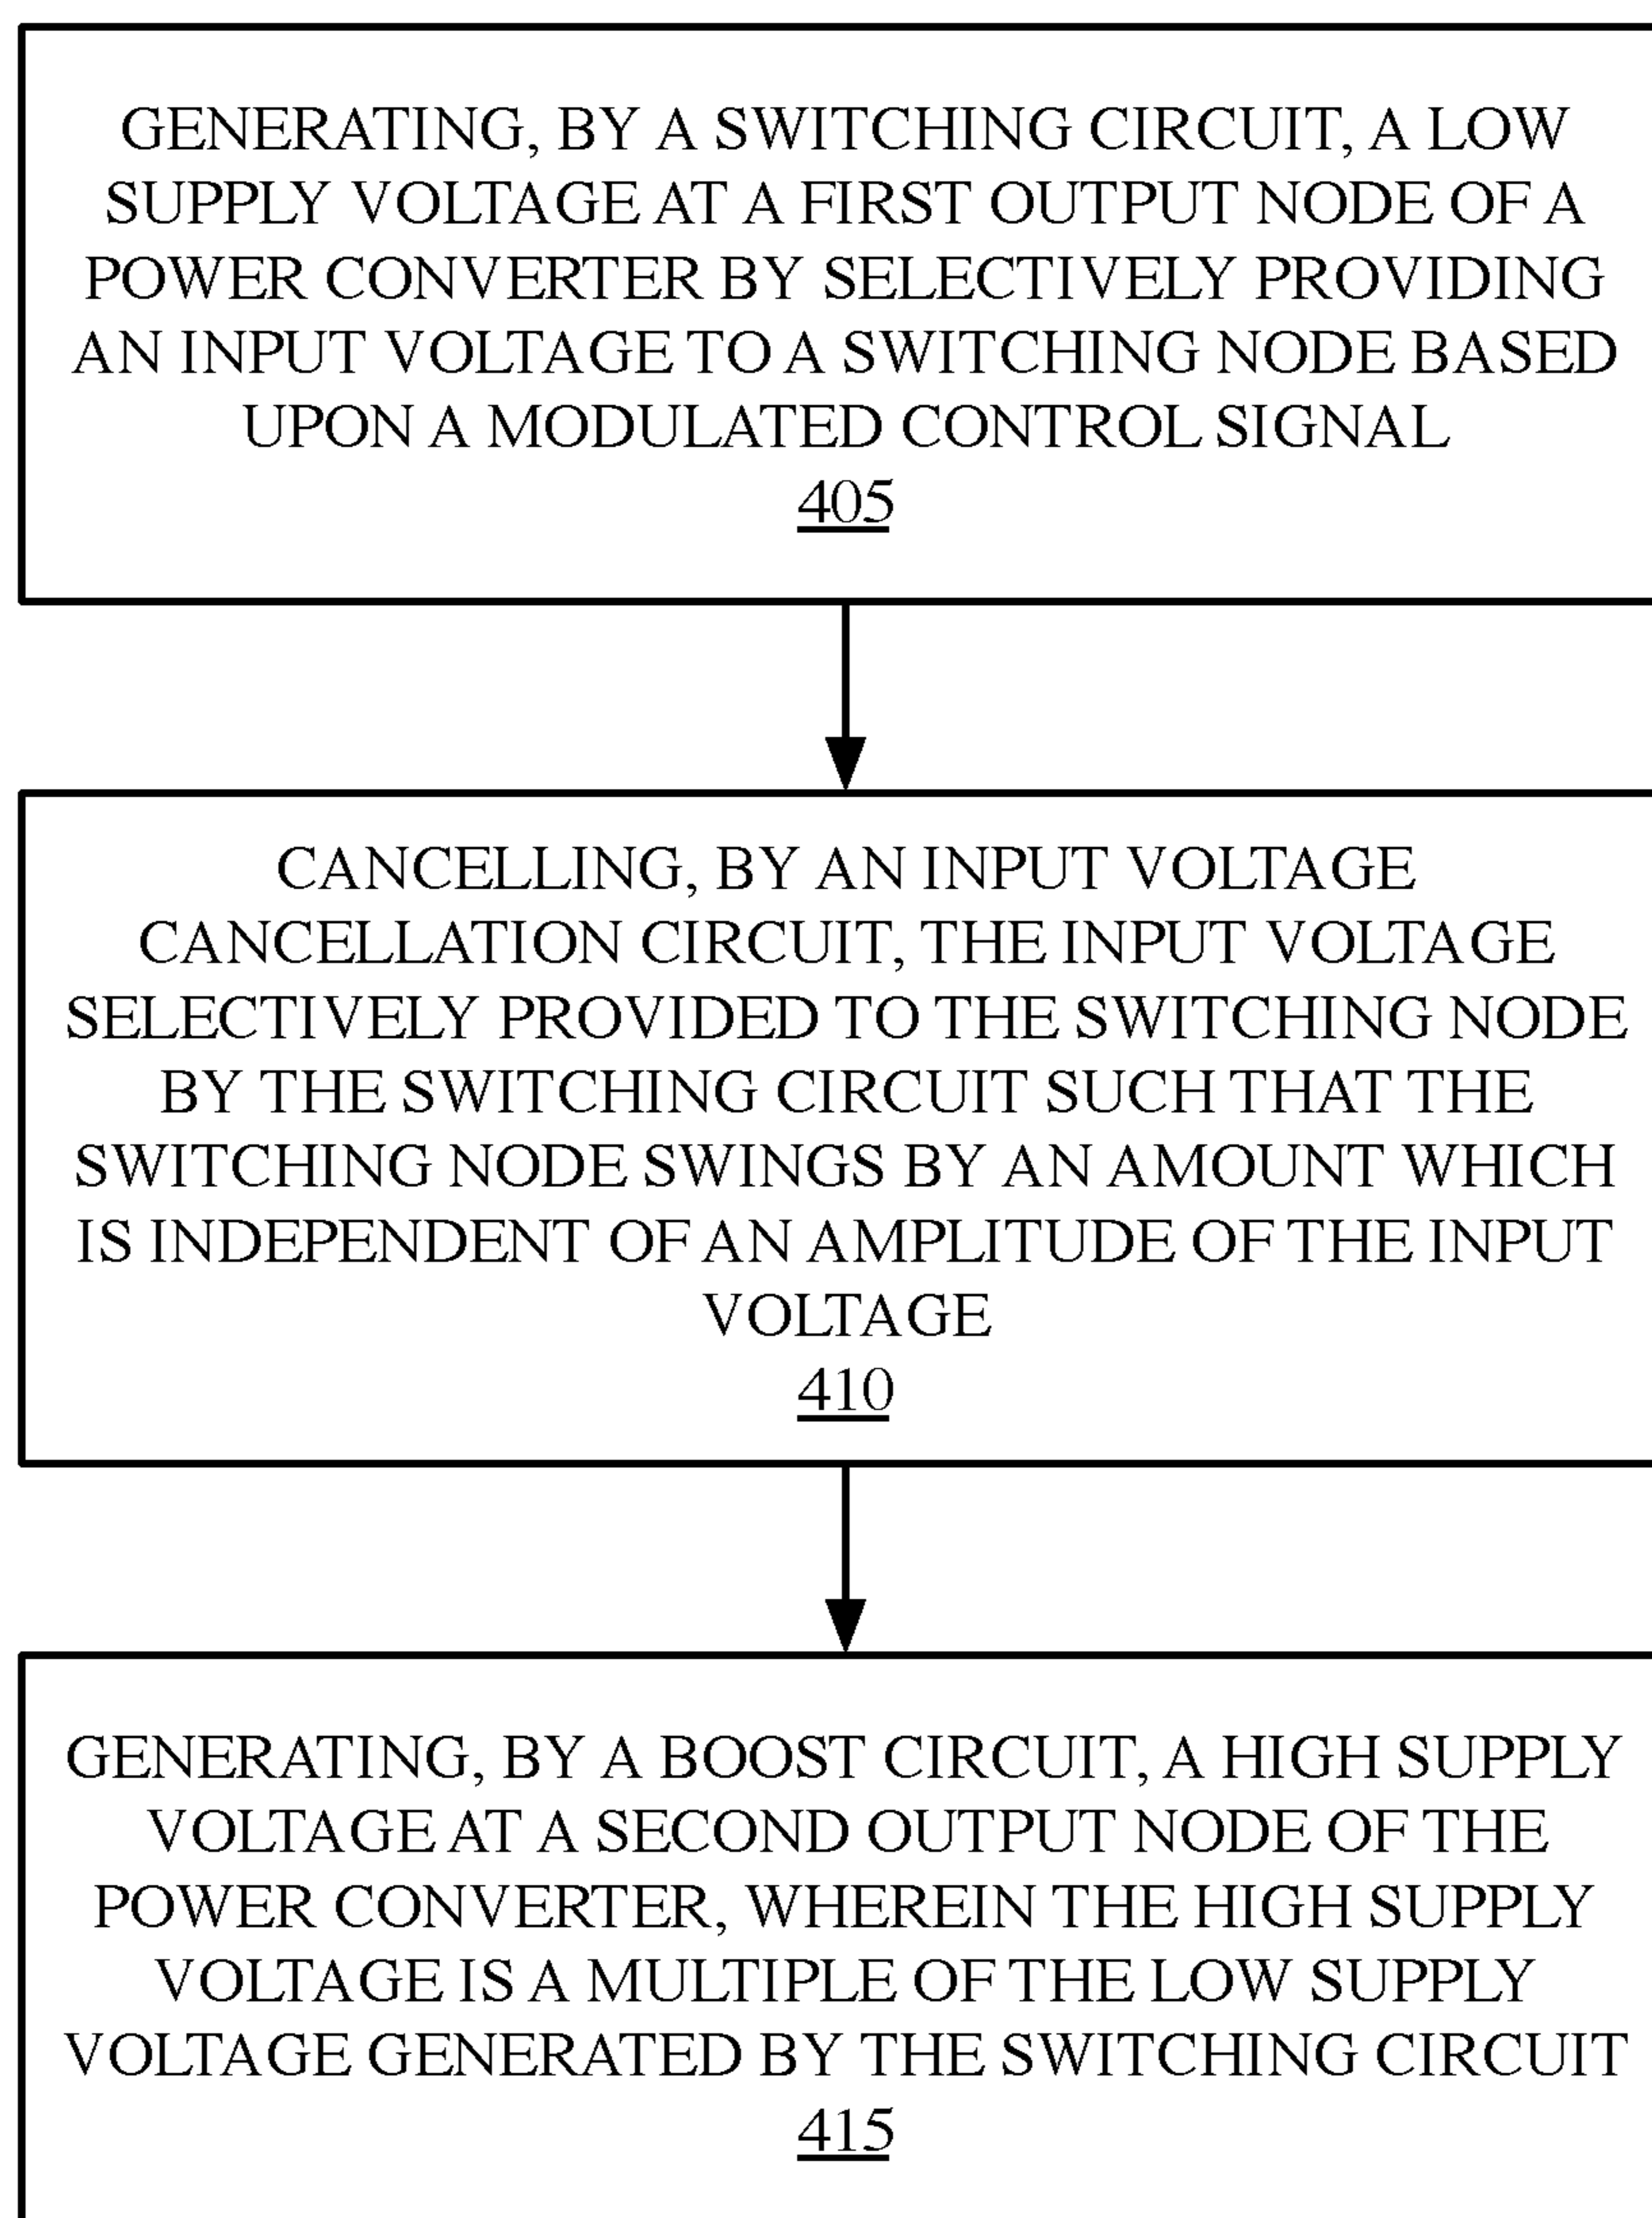 GENERATING, BY A SWITCHING CIRCUIT, A LOW
SUPPLY VOLTAGE AT A FIRST OUTPUT NODE OF A
POWER CONVERTER BY SELECTIVELY PROVIDING
AN INPUT VOLTAGE TO A SWITCHING NODE BASED
UPON A MODULATED CONTROL SIGNAL
405
CANCELLING, BY AN INPUT VOLTAGE
CANCELLATION CIRCUIT, THE INPUT VOLTAGE
SELECTIVELY PROVIDED TO THE SWITCHING NODE
BY THE SWITCHING CIRCUIT SUCH THAT THE
SWITCHING NODE SWINGS BY AN AMOUNT WHICH
IS INDEPENDENT OF AN AMPLITUDE OF THE INPUT
VOLTAGE
410
GENERATING, BY A BOOST CIRCUIT, A HIGH SUPPLY
VOLTAGE AT A SECOND OUTPUT NODE OF THE
POWER CONVERTER, WHEREIN THE HIGH SUPPLY
VOLTAGE IS A MULTIPLE OF THE LOW SUPPLY
VOLTAGE GENERATED BY THE SWITCHING CIRCUIT
415